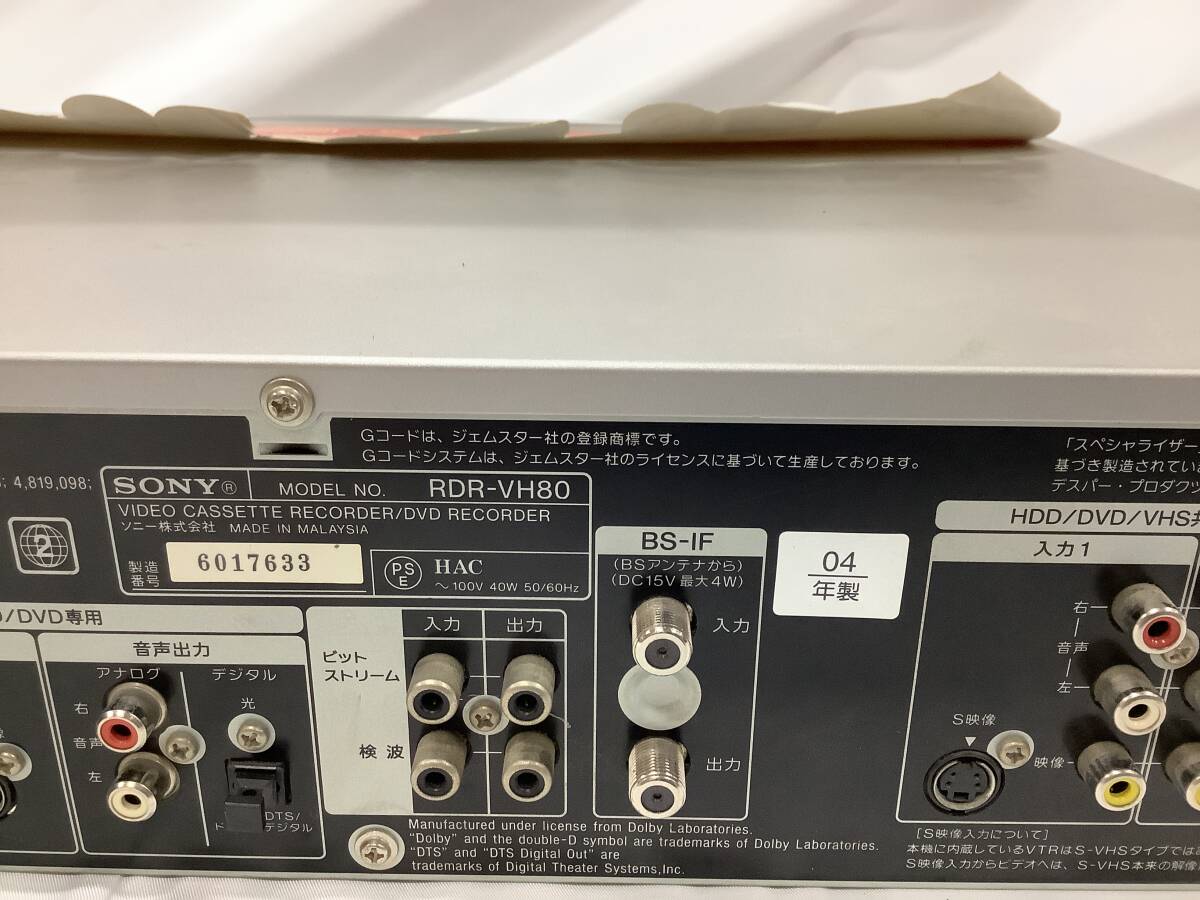 Gコードは、ジェムスター社の登録商標です。
Gコードシステムは、ジェムスター社のライセンスに基づいて生産しております。
「スペシャライザー
基づき製造されてい
デスパー・プロダクツ
; 4,819,098;
SONY® MODEL NO. RDR-VH80
VIDEO CASSETTE RECORDER/DVD RECORDER
ソニー株式会社 MADE IN MALAYSIA
製造番号 6017633
PSE HAC
~100V 40W 50/60Hz
2
BS-IF
(BSアンテナから)
(DC15V 最大4W)
入力
出力
04
年製
HDD/DVD/VHS
入力1
右
音声
左
S映像
映像
/DVD専用
音声出力
アナログ
デジタル
右
音声
左
光
DTS/
デジタル
入力 出力
ビット
ストリーム
検波
Manufactured under license from Dolby Laboratories.
"Dolby" and the double-D symbol are trademarks of Dolby Laboratories.
"DTS" and "DTS Digital Out" are
trademarks of Digital Theater Systems,Inc.
[S映像入力について]
本機に内蔵しているVTRはS-VHSタイプでは
S映像入力からビデオへは、S-VHS本来の解像